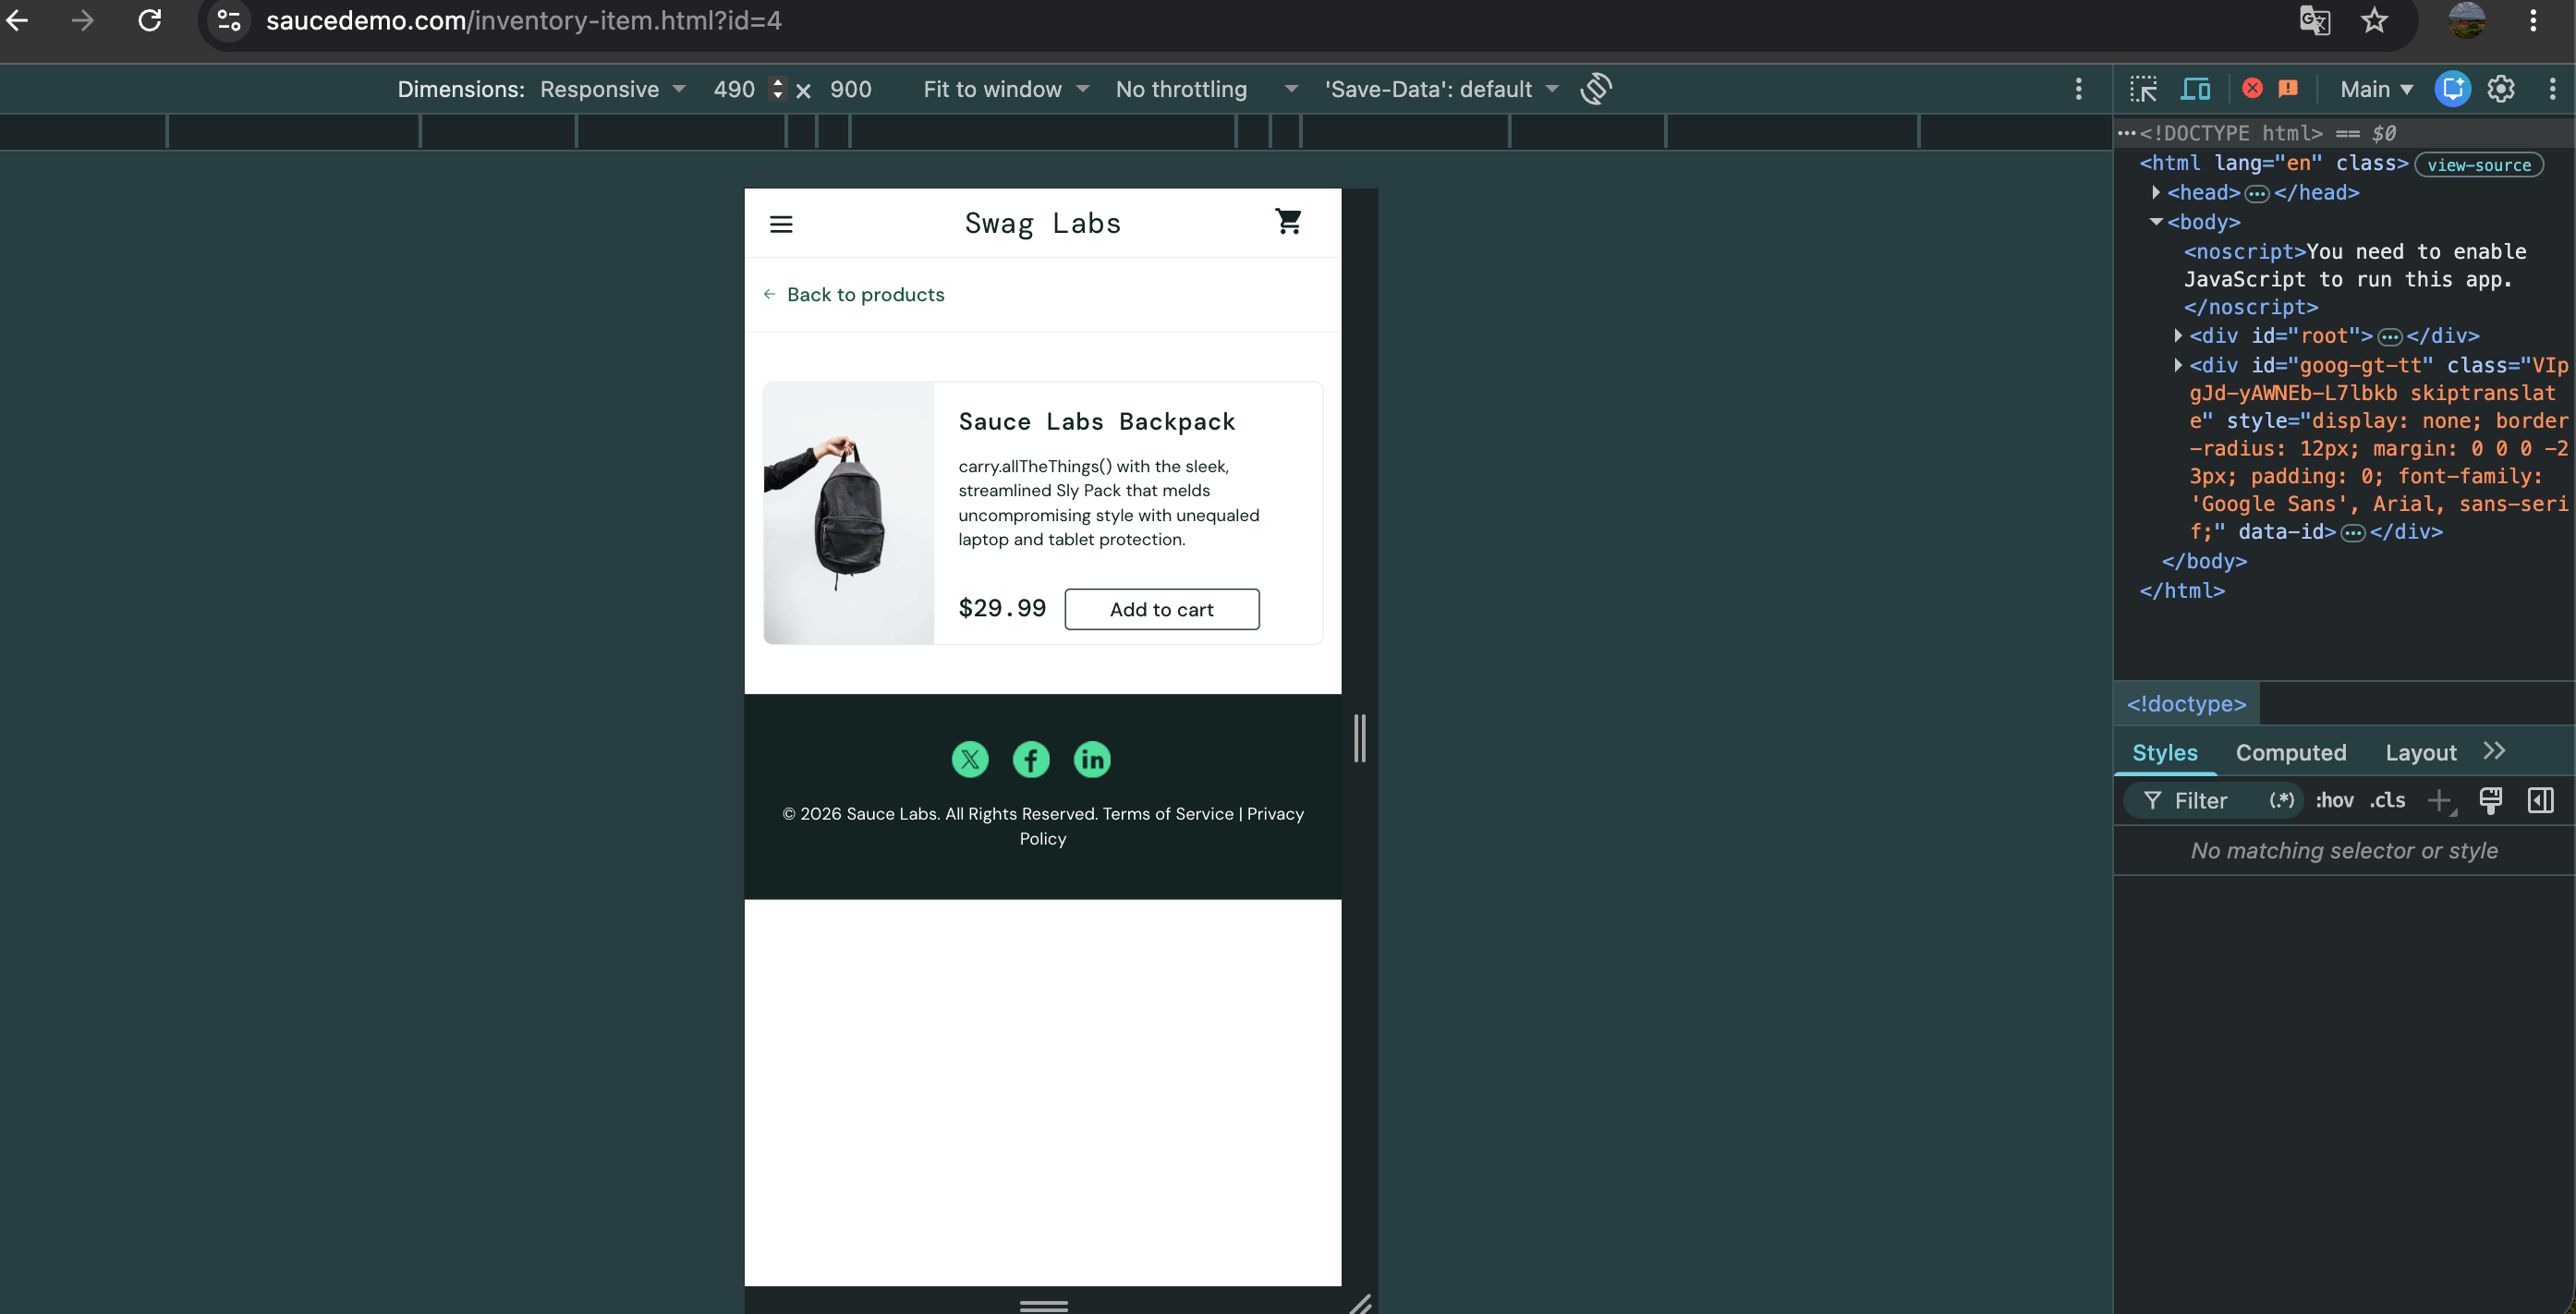 saucedemo.com/inventory-item.html?id=4
Dimensions: Responsive 490 × 900 Fit to window No throttling 'Save-Data': default
Main
Swag Labs
← Back to products
Sauce Labs Backpack
carry.allTheThings() with the sleek,
streamlined Sly Pack that melds
uncompromising style with unequaled
laptop and tablet protection.
$29.99 Add to cart
© 2026 Sauce Labs. All Rights Reserved. Terms of Service | Privacy
Policy
…<!DOCTYPE html> == $0
<html lang="en" class> view-source
<head>…</head>
<body>
<noscript>You need to enable
JavaScript to run this app.
</noscript>
<div id="root">…</div>
<div id="goog-gt-tt" class="VIp
gJd-yAWNEb-L7lbkb skiptranslat
e" style="display: none; border
-radius: 12px; margin: 0 0 0 -2
3px; padding: 0; font-family:
'Google Sans', Arial, sans-seri
f;" data-id>…</div>
</body>
</html>
<!doctype>
Styles Computed Layout
Filter (.*) :hov .cls
No matching selector or style